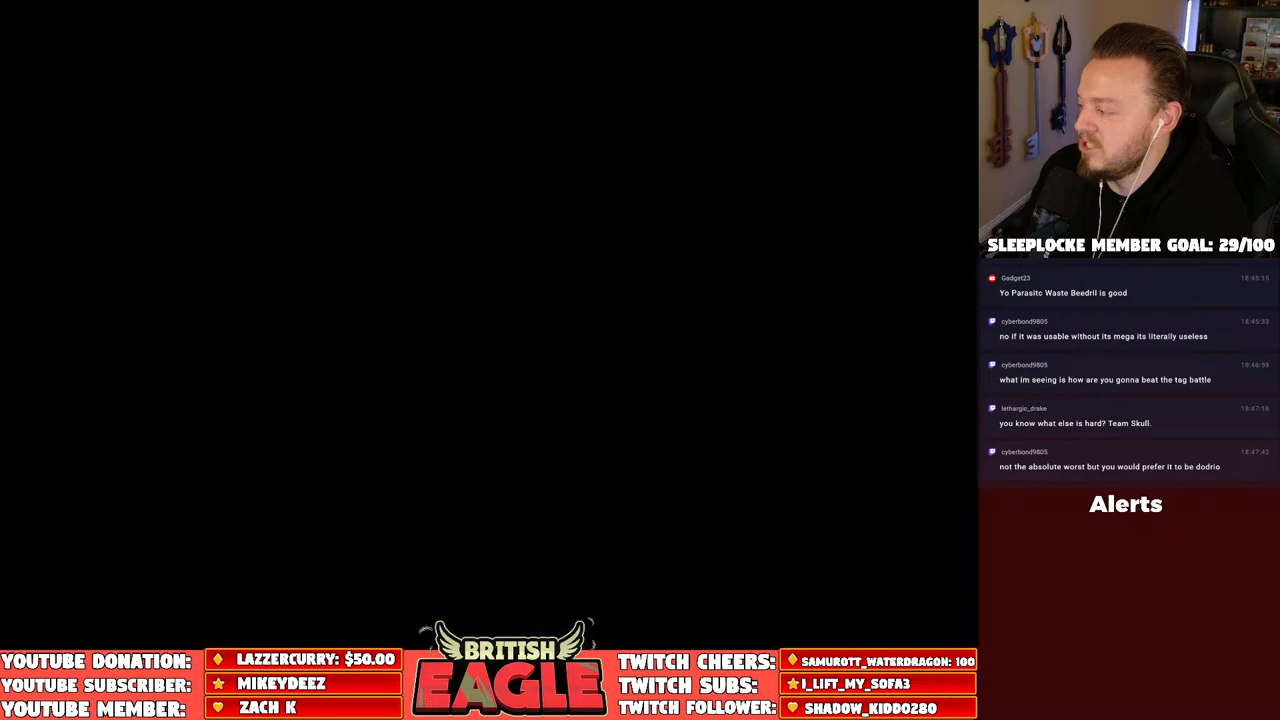 SLEEPLOCKE MEMBER GOAL: 29/100
Gadget23 18:45:15
Yo Parasitc Waste Beedril is good
cyberbond9805 18:45:33
no if it was usable without its mega its literally useless
cyberbond9805 18:46:39
what im seeing is how are you gonna beat the tag battle
lethargic_drake 18:47:18
you know what else is hard? Team Skull.
cyberbond9805 18:47:42
not the absolute worst but you would prefer it to be dodrio
Alerts
YOUTUBE DONATION: LAZZERCURRY: $50.00
YOUTUBE SUBSCRIBER: MIKEYDEEZ
YOUTUBE MEMBER: ZACH K
BRITISH
EAGLE
TWITCH CHEERS: SAMUROTT_WATERDRAGON: 100
TWITCH SUBS: I_LIFT_MY_SOFA3
TWITCH FOLLOWER: SHADOW_KIDDO280